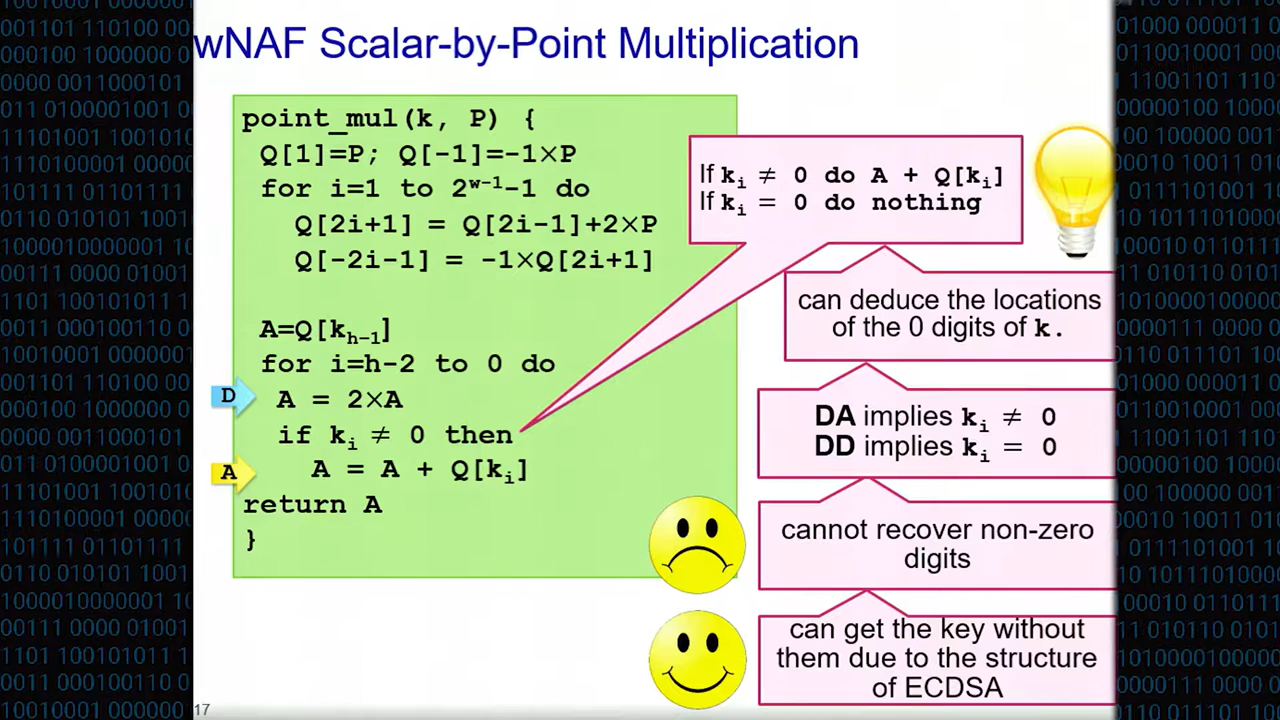 wNAF Scalar-by-Point Multiplication
point_mul(k, P) {
Q[1]=P; Q[-1]=-1×P
for i=1 to 2^w-1-1 do
Q[2i+1] = Q[2i-1]+2×P
Q[-2i-1] = -1×Q[2i+1]
A=Q[k_h-1]
for i=h-2 to 0 do
D
A = 2×A
if k_i ≠ 0 then
A
A = A + Q[k_i]
return A
}
If k_i ≠ 0 do A + Q[k_i]
If k_i = 0 do nothing
can deduce the locations
of the 0 digits of k.
DA implies k_i ≠ 0
DD implies k_i = 0
cannot recover non-zero
digits
can get the key without
them due to the structure
of ECDSA
17